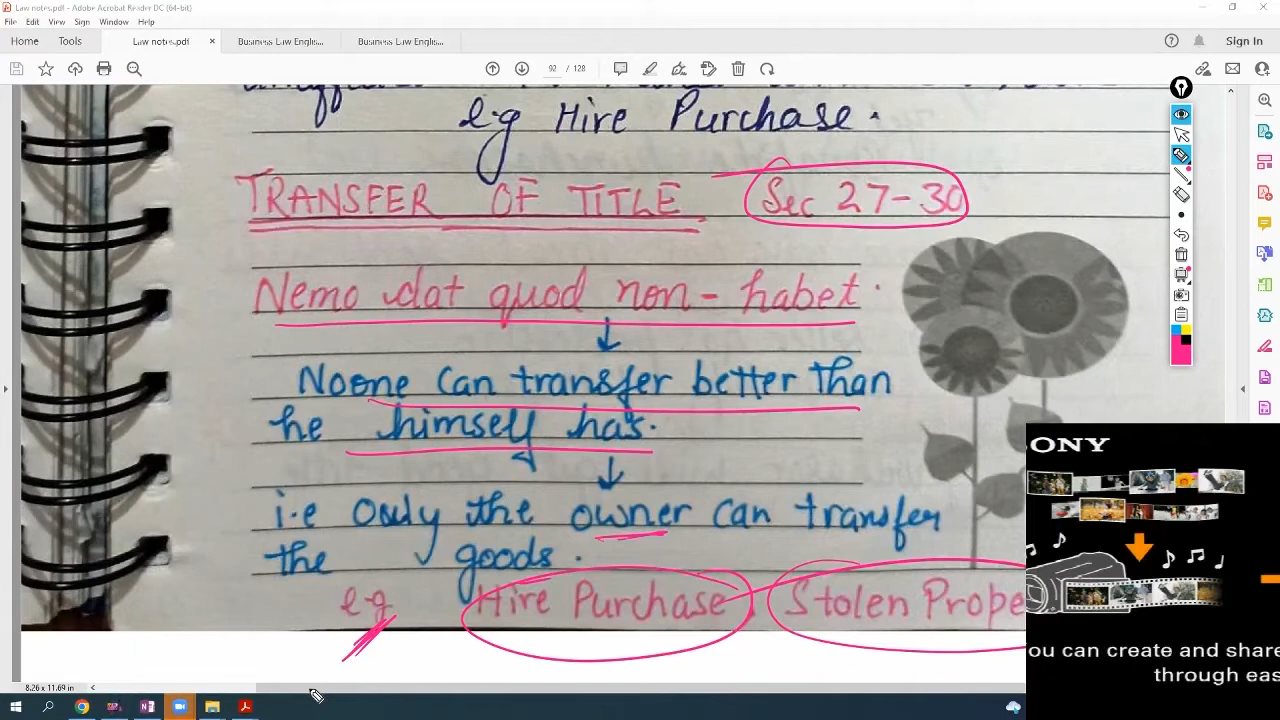 Law notes.pdf - Adobe Acrobat Reader DC (64-bit)
File Edit View Sign Window Help
Home Tools Law notes.pdf × Business Law Englis... Business Law Englis... Sign In
92 / 128
e.g Hire Purchase.
TRANSFER OF TITLE Sec 27-30
Nemo dat quod non-habet.
Noone can transfer better than
he himself has.
i.e Only the owner can transfer
the goods.
e.g Hire Purchase, Stolen Prope
ONY
ou can create and share
through eas
8.26 x 11.69 in